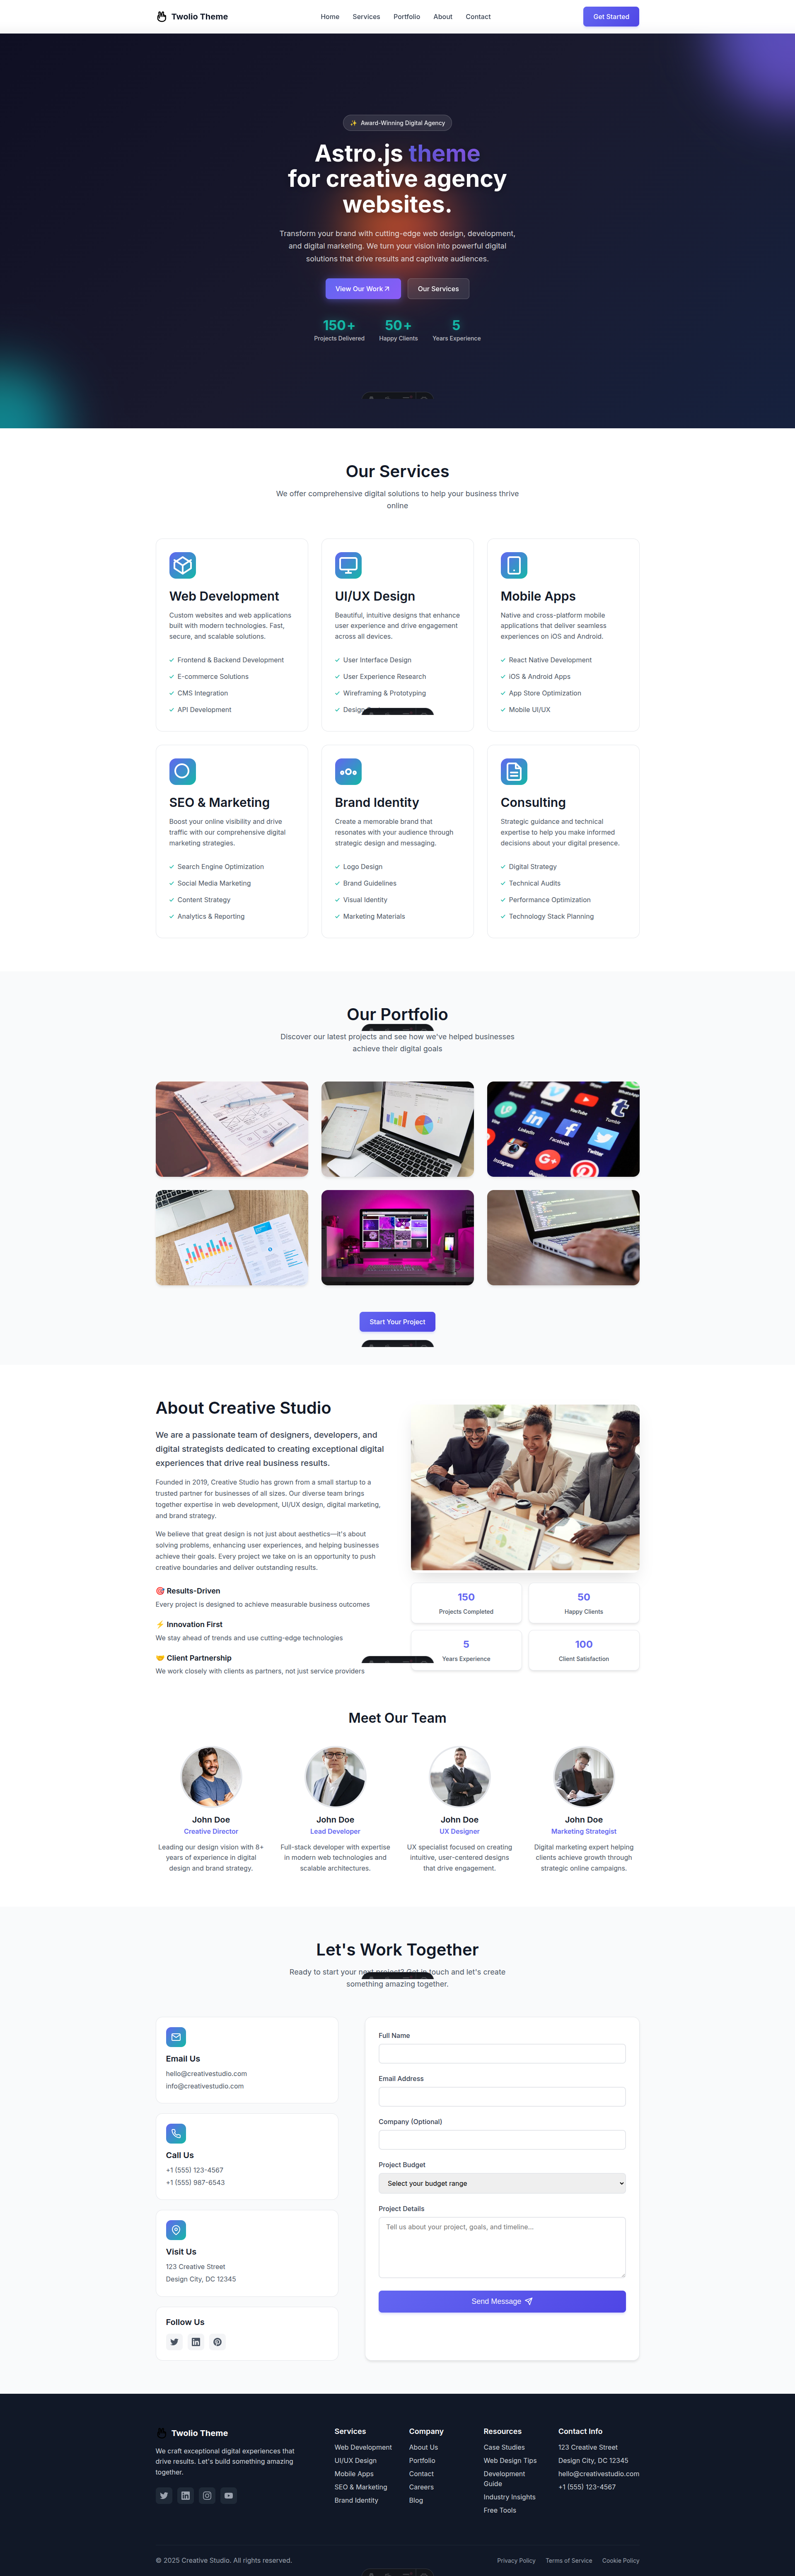 Twolio Theme
Home Services Portfolio About Contact
Get Started
✨ Award-Winning Digital Agency
Astro.js theme
for creative agency
websites.
Transform your brand with cutting-edge web design, development,
and digital marketing. We turn your vision into powerful digital
solutions that drive results and captivate audiences.
View Our Work
Our Services
150+ 50+ 5
Projects Delivered Happy Clients Years Experience
Our Services
We offer comprehensive digital solutions to help your business thrive
online
Web Development
Custom websites and web applications
built with modern technologies. Fast,
secure, and scalable solutions.
✓ Frontend & Backend Development
✓ E-commerce Solutions
✓ CMS Integration
✓ API Development
UI/UX Design
Beautiful, intuitive designs that enhance
user experience and drive engagement
across all devices.
✓ User Interface Design
✓ User Experience Research
✓ Wireframing & Prototyping
✓ Design
Mobile Apps
Native and cross-platform mobile
applications that deliver seamless
experiences on iOS and Android.
✓ React Native Development
✓ iOS & Android Apps
✓ App Store Optimization
✓ Mobile UI/UX
SEO & Marketing
Boost your online visibility and drive
traffic with our comprehensive digital
marketing strategies.
✓ Search Engine Optimization
✓ Social Media Marketing
✓ Content Strategy
✓ Analytics & Reporting
Brand Identity
Create a memorable brand that
resonates with your audience through
strategic design and messaging.
✓ Logo Design
✓ Brand Guidelines
✓ Visual Identity
✓ Marketing Materials
Consulting
Strategic guidance and technical
expertise to help you make informed
decisions about your digital presence.
✓ Digital Strategy
✓ Technical Audits
✓ Performance Optimization
✓ Technology Stack Planning
Our Portfolio
Discover our latest projects and see how we've helped businesses
achieve their digital goals
Vine
Vimeo
YouTube
Tumblr
WhatsApp
LinkedIn
Facebook
Twitter
Instagram
Google+
Pinterest
Start Your Project
About Creative Studio
We are a passionate team of designers, developers, and
digital strategists dedicated to creating exceptional digital
experiences that drive real business results.
Founded in 2019, Creative Studio has grown from a small startup to a
trusted partner for businesses of all sizes. Our diverse team brings
together expertise in web development, UI/UX design, digital marketing,
and brand strategy.
We believe that great design is not just about aesthetics—it's about
solving problems, enhancing user experiences, and helping businesses
achieve their goals. Every project we take on is an opportunity to push
creative boundaries and deliver outstanding results.
🎯 Results-Driven
Every project is designed to achieve measurable business outcomes
⚡ Innovation First
We stay ahead of trends and use cutting-edge technologies
🤝 Client Partnership
We work closely with clients as partners, not just service providers
150
Projects Completed
50
Happy Clients
5
Years Experience
100
Client Satisfaction
Meet Our Team
John Doe
Creative Director
Leading our design vision with 8+
years of experience in digital
design and brand strategy.
John Doe
Lead Developer
Full-stack developer with expertise
in modern web technologies and
scalable architectures.
John Doe
UX Designer
UX specialist focused on creating
intuitive, user-centered designs
that drive engagement.
John Doe
Marketing Strategist
Digital marketing expert helping
clients achieve growth through
strategic online campaigns.
Let's Work Together
Ready to start your next project? Get in touch and let's create
something amazing together.
Email Us
hello@creativestudio.com
info@creativestudio.com
Call Us
+1 (555) 123-4567
+1 (555) 987-6543
Visit Us
123 Creative Street
Design City, DC 12345
Follow Us
Full Name
Email Address
Company (Optional)
Project Budget
Select your budget range
Project Details
Tell us about your project, goals, and timeline...
Send Message
Twolio Theme
We craft exceptional digital experiences that
drive results. Let's build something amazing
together.
Services
Web Development
UI/UX Design
Mobile Apps
SEO & Marketing
Brand Identity
Company
About Us
Portfolio
Contact
Careers
Blog
Resources
Case Studies
Web Design Tips
Development
Guide
Industry Insights
Free Tools
Contact Info
123 Creative Street
Design City, DC 12345
hello@creativestudio.com
+1 (555) 123-4567
© 2025 Creative Studio. All rights reserved.
Privacy Policy Terms of Service Cookie Policy